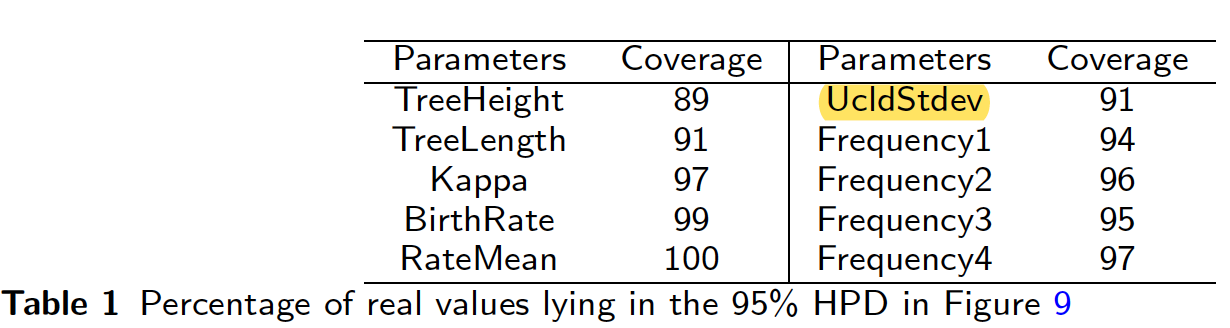 Parameters Coverage Parameters Coverage
TreeHeight 89 UcldStdev 91
TreeLength 91 Frequency1 94
Kappa 97 Frequency2 96
BirthRate 99 Frequency3 95
RateMean 100 Frequency4 97
Table 1 Percentage of real values lying in the 95% HPD in Figure 9